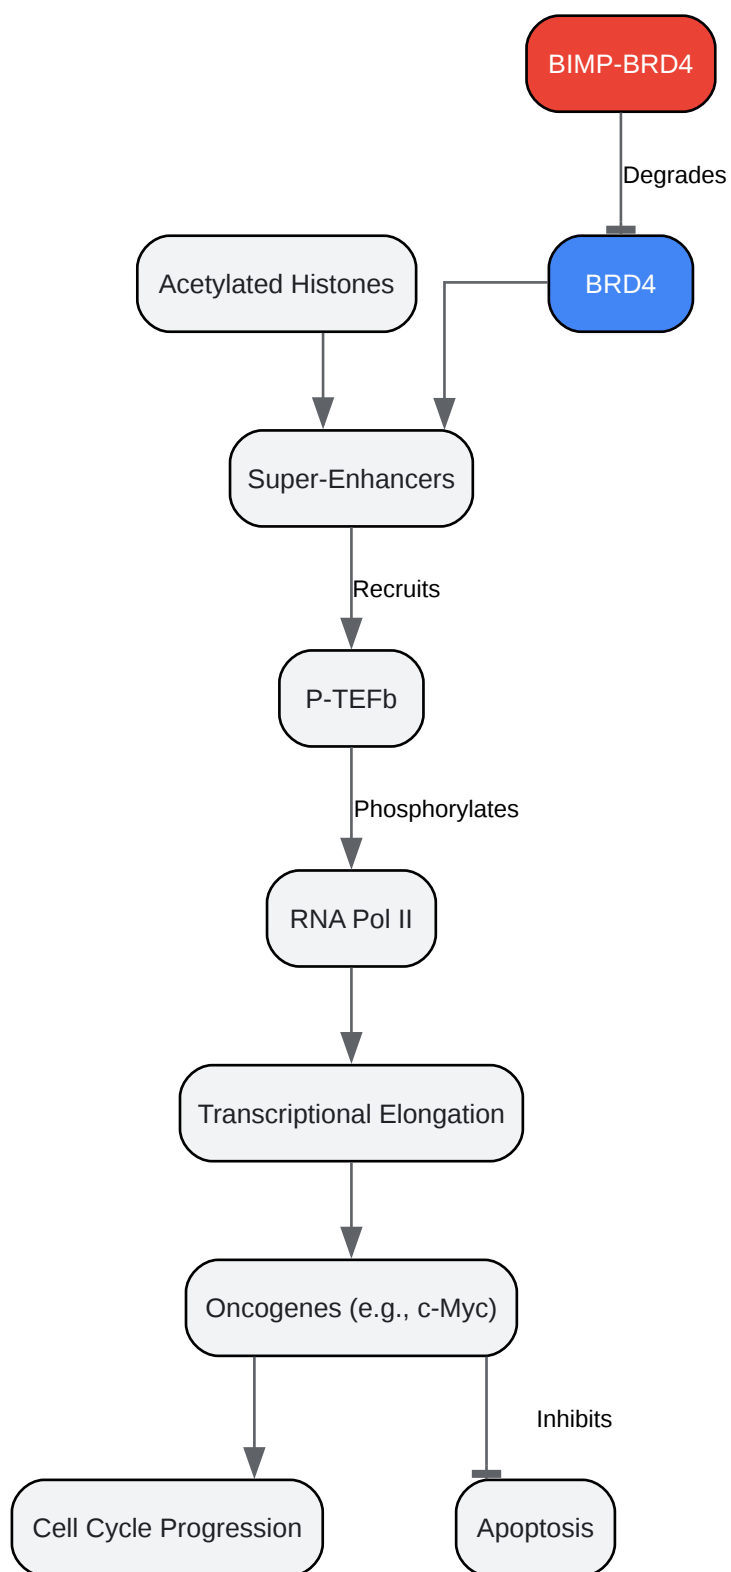 BIMP-BRD4
Degrades
Acetylated Histones
BRD4
Super-Enhancers
Recruits
P-TEFb
Phosphorylates
RNA Pol II
Transcriptional Elongation
Oncogenes (e.g., c-Myc)
Inhibits
Cell Cycle Progression
Apoptosis